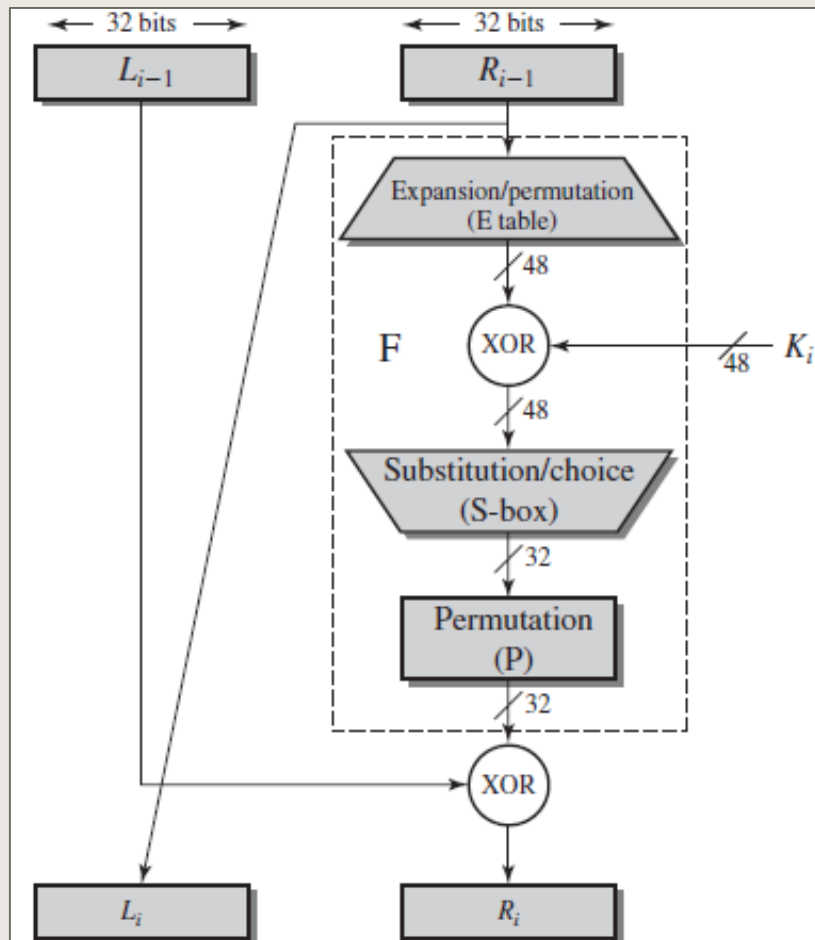 32 bits
32 bits
L_{i-1}
R_{i-1}
Expansion/permutation
(E table)
48
F
XOR
48
K_i
48
Substitution/choice
(S-box)
32
Permutation
(P)
32
XOR
L_i
R_i